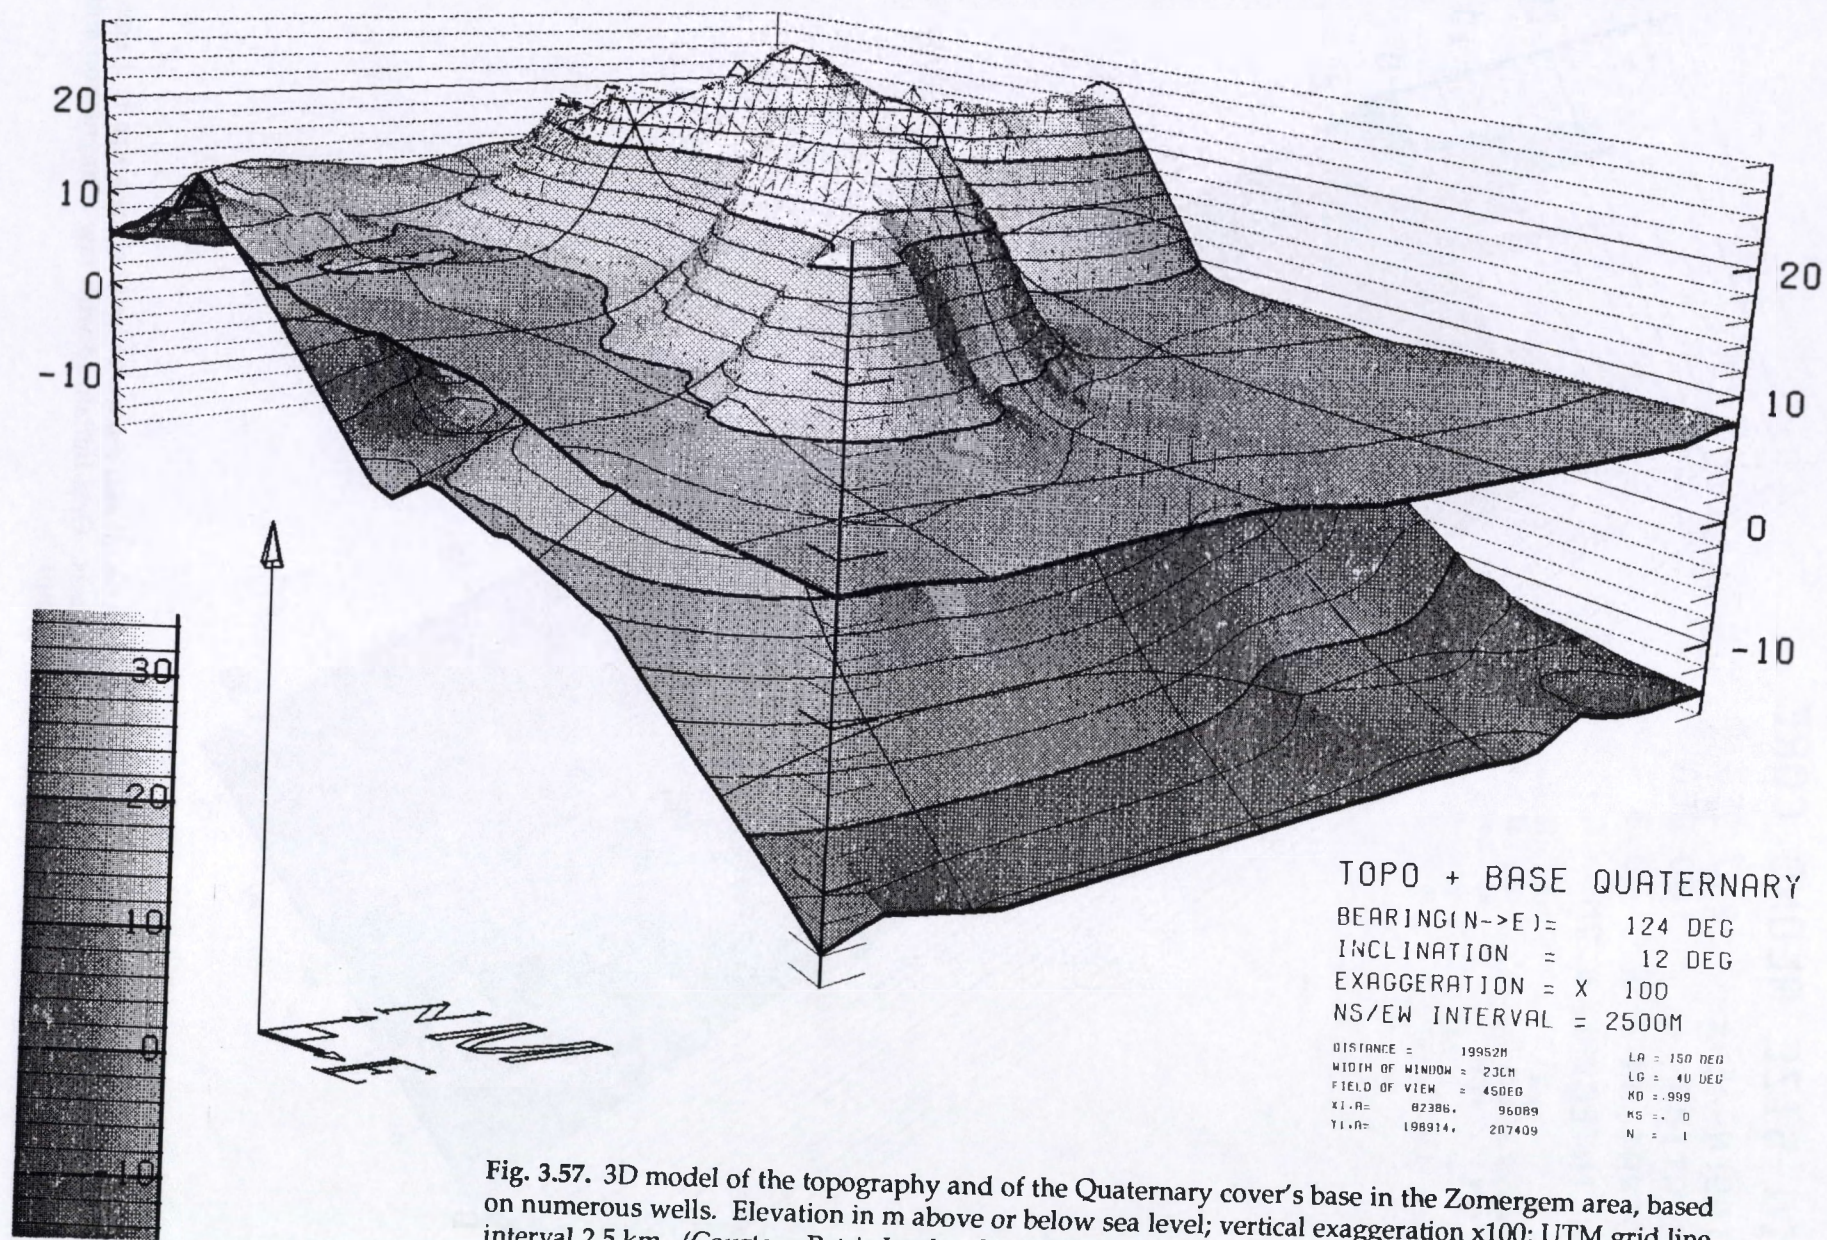 20
10
0
-10
20
10
0
-10
30
20
10
0
-10
N
E
TOPO + BASE QUATERNARY
BEARING(N->E)= 124 DEG
INCLINATION = 12 DEG
EXAGGERATION = X 100
NS/EW INTERVAL = 2500M
DISTANCE = 19952M
WIDTH OF WINDOW = 23CM
FIELD OF VIEW = 45DEG
X1.A= 82386. 96089
Y1.A= 198914. 207409
LA = 150 DEG
LG = 40 DEG
KD =.999
KS =. 0
N = 1
Fig. 3.57. 3D model of the topography and of the Quaternary cover's base in the Zomergem area, based
on numerous wells. Elevation in m above or below sea level; vertical exaggeration x100; UTM grid line
interval 2.5 km.